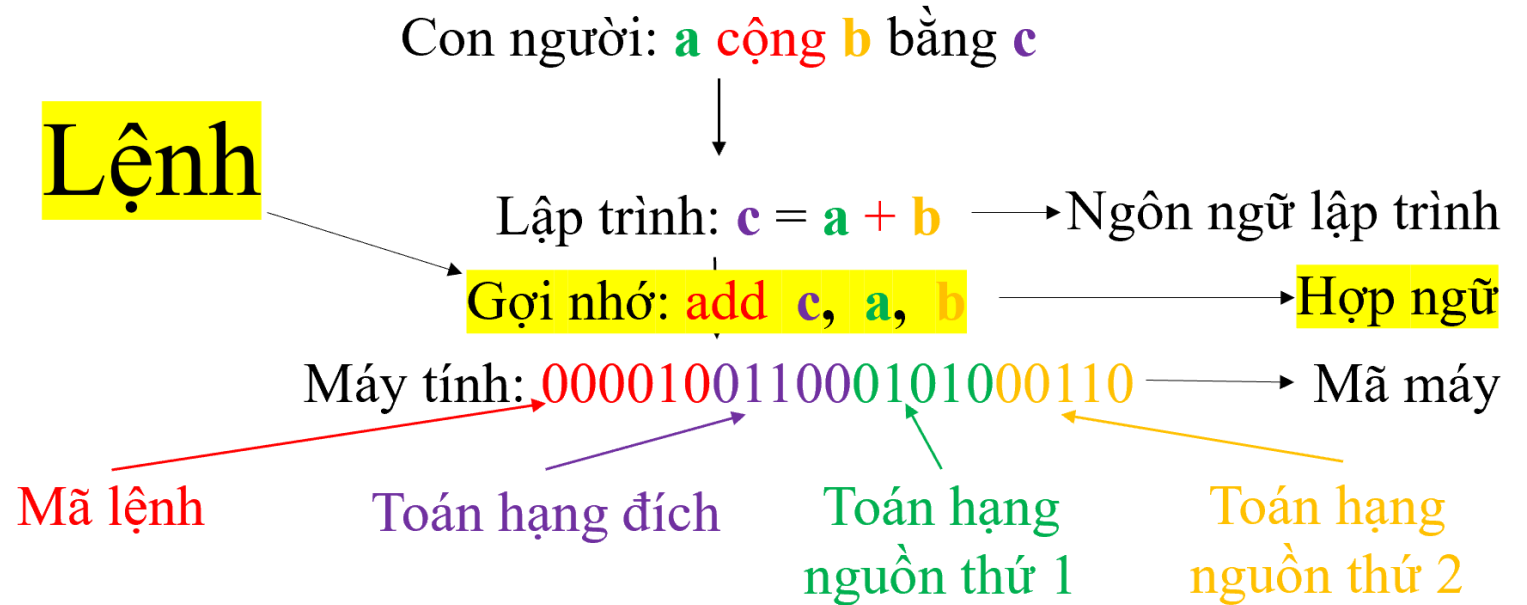 Con người: a cộng b bằng c
Lệnh
Lập trình: c = a + b
Ngôn ngữ lập trình
Gợi nhớ: add c, a, b
Hợp ngữ
Máy tính: 000010011000101000110
Mã máy
Mã lệnh
Toán hạng đích
Toán hạng
nguồn thứ 1
Toán hạng
nguồn thứ 2